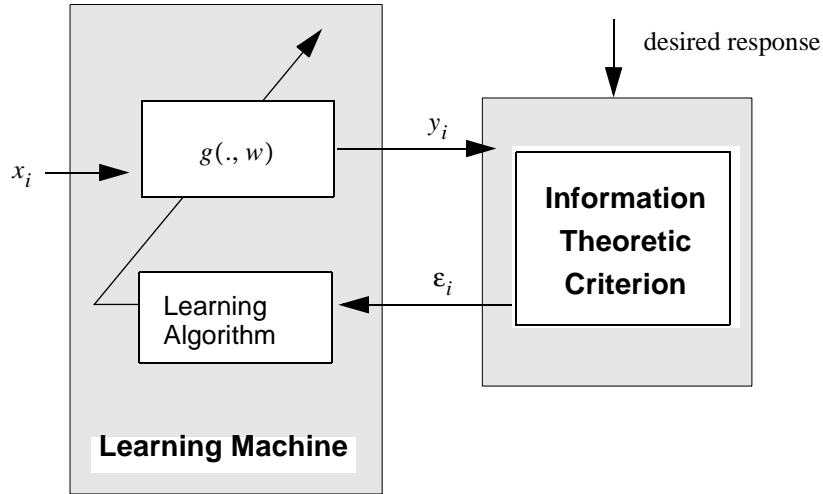 desired response
y_i
g(., w)
x_i
Information
Theoretic
Criterion
ε_i
Learning
Algorithm
Learning Machine